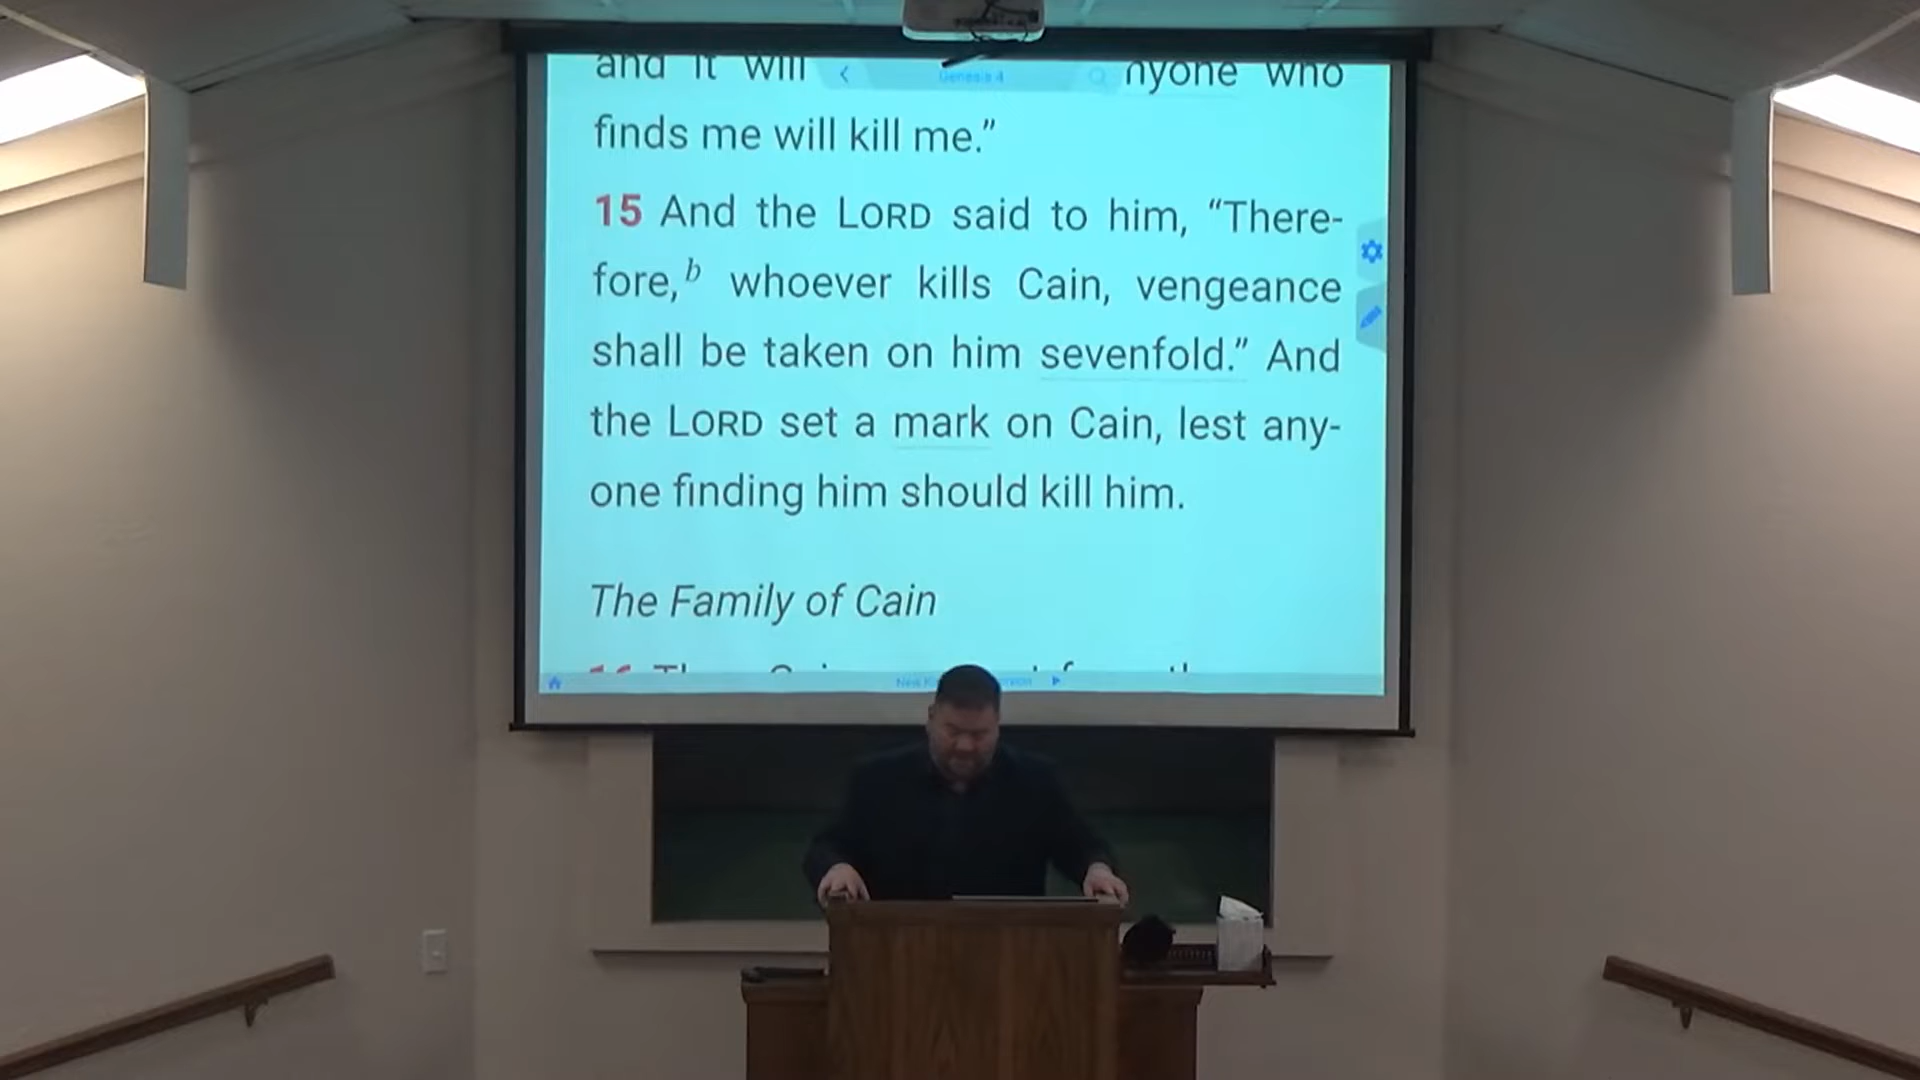 and it will nyone who
Genesis 4
finds me will kill me.”
15 And the LORD said to him, “There-
fore,b whoever kills Cain, vengeance
shall be taken on him sevenfold.” And
the LORD set a mark on Cain, lest any-
one finding him should kill him.
The Family of Cain